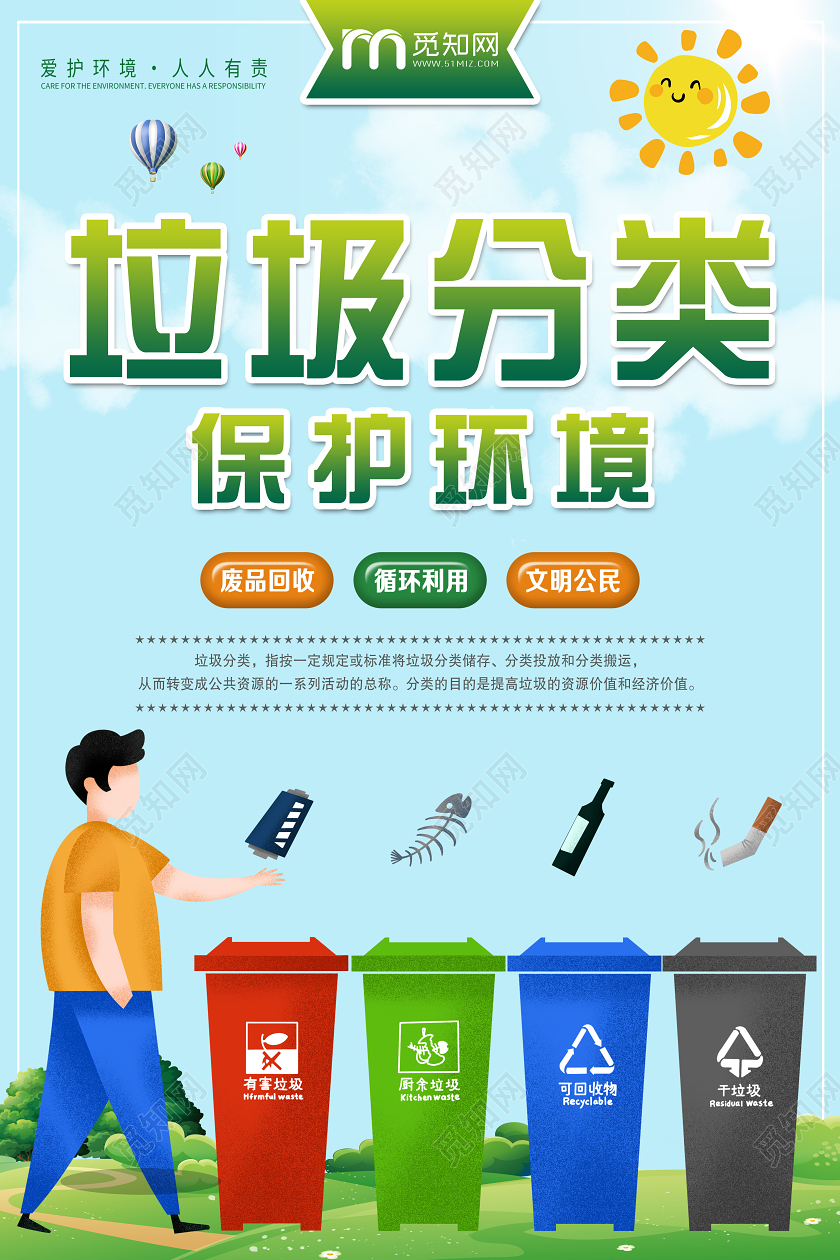 觅知网
WWW.51MIZ.COM
爱护环境·人人有责
CARE FOR THE ENVIRONMENT. EVERYONE HAS A RESPONSIBILITY
垃圾分类
保护环境
废品回收 循环利用 文明公民
垃圾分类，指按一定规定或标准将垃圾分类储存、分类投放和分类搬运，
从而转变成公共资源的一系列活动的总称。分类的目的是提高垃圾的资源价值和经济价值。
有害垃圾
Hfrmful waste
厨余垃圾
Kitchen waste
可回收物
Recyclable
干垃圾
Residual waste